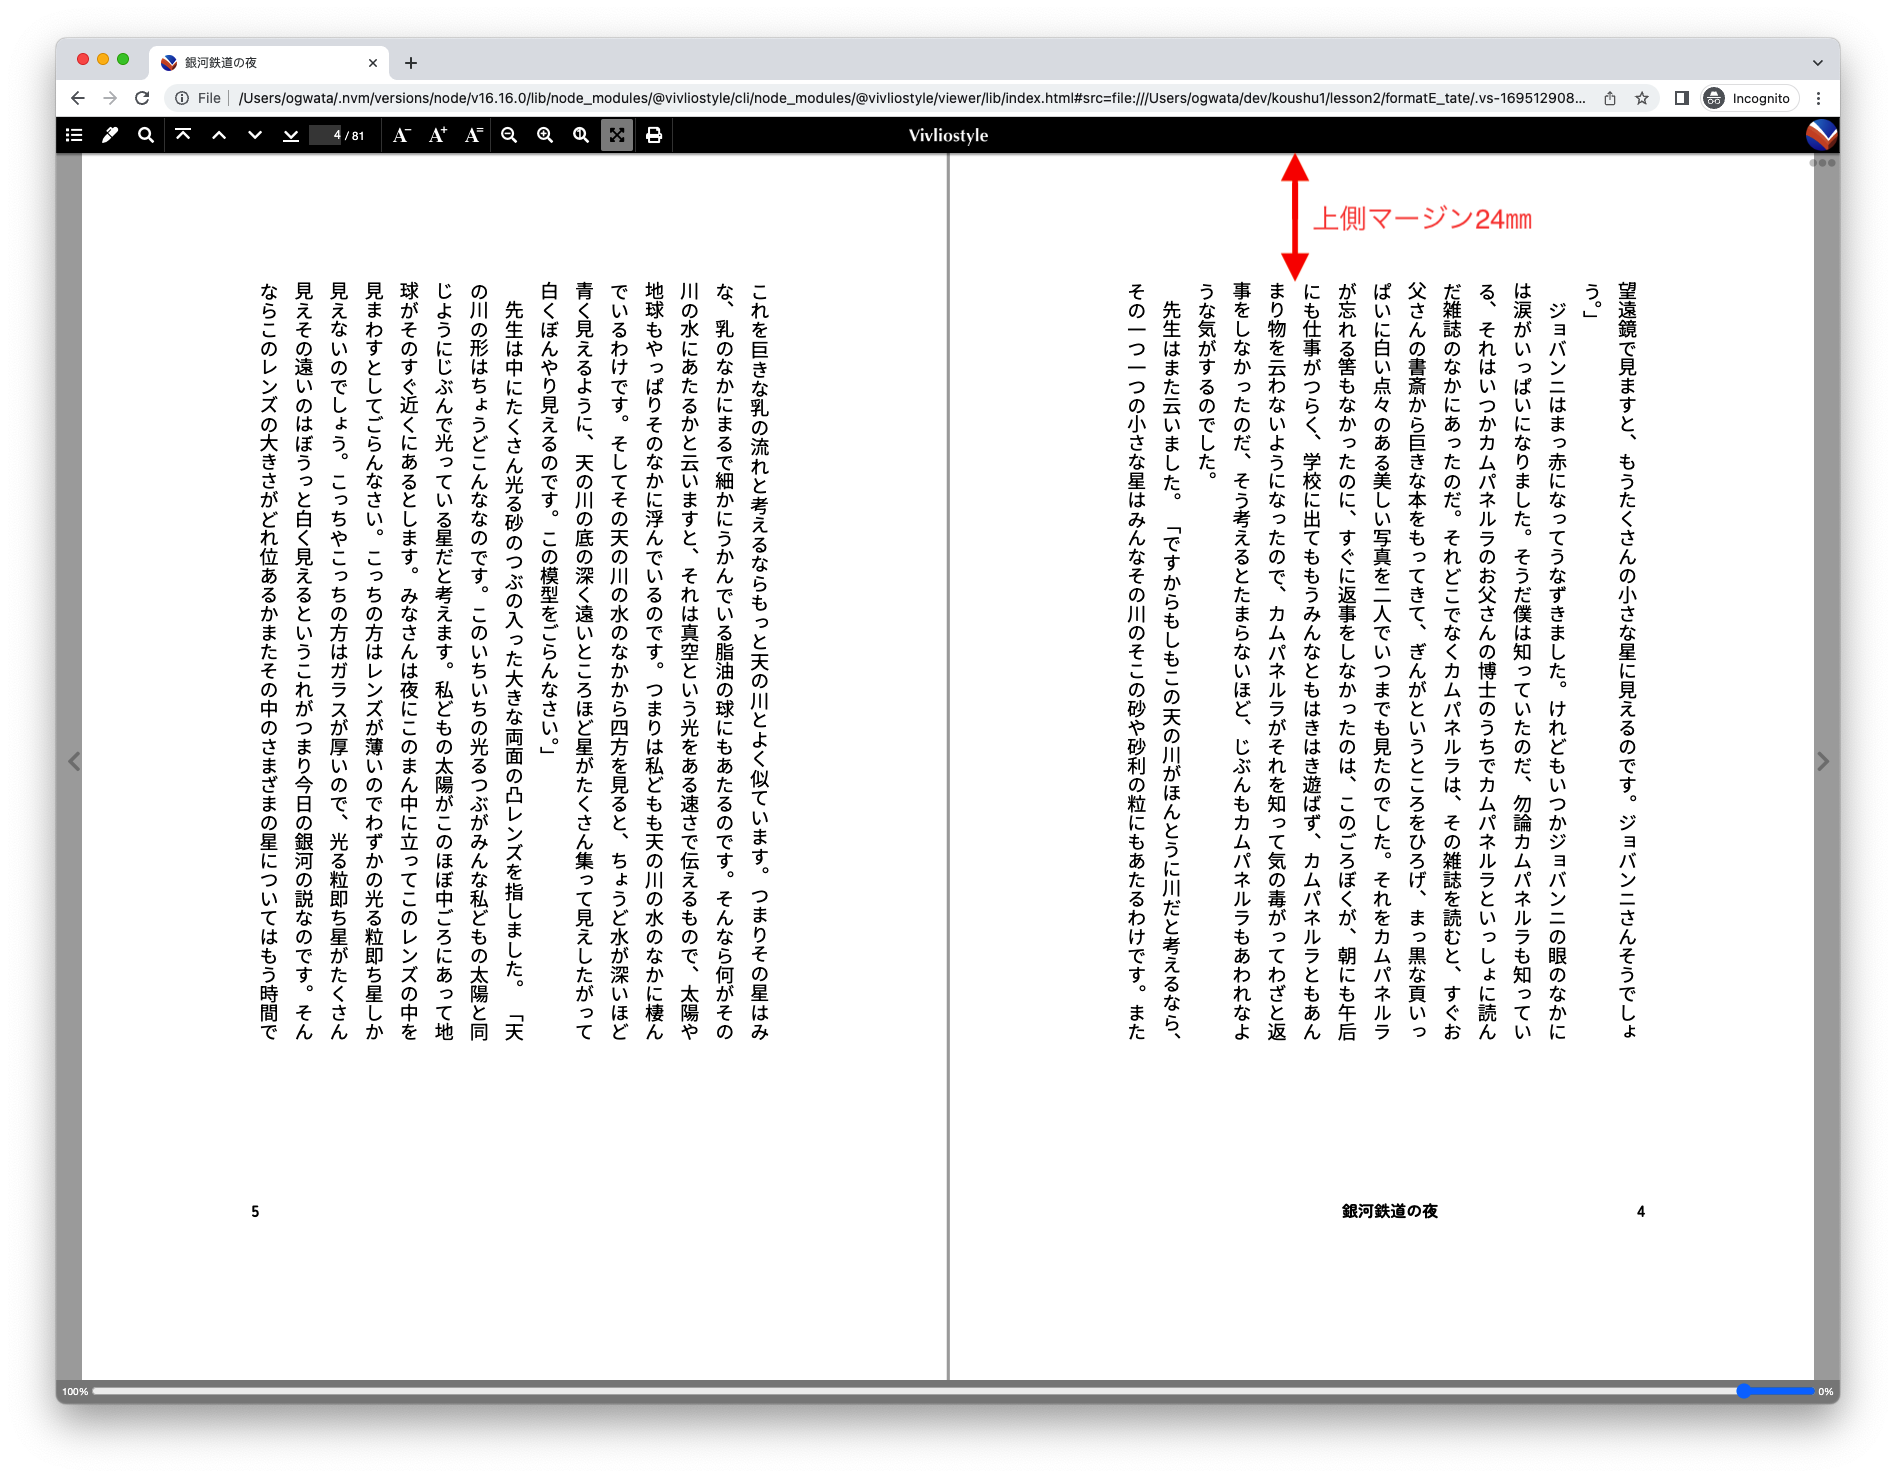 銀河鉄道の夜
File
/Users/ogwata/.nvm/versions/node/v16.16.0/lib/node_modules/@vivliostyle/cli/node_modules/@vivliostyle/viewer/lib/index.html#src=file:///Users/ogwata/dev/koushu1/lesson2/formatE_tate/.vs-169512908...
Incognito
4 / 81
A-
A+
A=
Vivliostyle
上側マージン24㎜
望遠鏡で見ますと、もうたくさんの小さな星に見えるのです。ジョバンニさんそうでしょ
う。」
ジョバンニはまっ赤になってうなずきました。けれどもいつかジョバンニの眼のなかに
は涙がいっぱいになりました。そうだ僕は知っていたのだ、勿論カムパネルラも知ってい
る、それはいつかカムパネルラのお父さんの博士のうちでカムパネルラといっしょに読ん
だ雑誌のなかにあったのだ。それどこでなくカムパネルラは、その雑誌を読むと、すぐお
父さんの書斎から巨きな本をもってきて、ぎんがというところをひろげ、まっ黒な頁いっ
ぱいに白い点々のある美しい写真を二人でいつまでも見たのでした。それをカムパネルラ
が忘れる筈もなかったのに、すぐに返事をしなかったのは、このごろぼくが、朝にも午后
にも仕事がつらく、学校に出てももうみんなともはきはき遊ばず、カムパネルラともあん
まり物を云わないようになったので、カムパネルラがそれを知って気の毒がってわざと返
事をしなかったのだ、そう考えるとたまらないほど、じぶんもカムパネルラもあわれなよ
うな気がするのでした。
先生はまた云いました。「ですからもしもこの天の川がほんとうに川だと考えるなら、
その一つ一つの小さな星はみんなその川のそこの砂や砂利の粒にもあたるわけです。また
銀河鉄道の夜
4
これを巨きな乳の流れと考えるならもっと天の川とよく似ています。つまりその星はみ
な、乳のなかにまるで細かにうかんでいる脂油の球にもあたるのです。そんなら何がその
川の水にあたるかと云いますと、それは真空という光をある速さで伝えるもので、太陽や
地球もやっぱりそのなかに浮んでいるのです。つまりは私どもも天の川の水のなかに棲ん
でいるわけです。そしてその天の川の水のなかから四方を見ると、ちょうど水が深いほど
青く見えるように、天の川の底の深く遠いところほど星がたくさん集って見えしたがって
白くぼんやり見えるのです。この模型をごらんなさい。」
先生は中にたくさん光る砂のつぶの入った大きな両面の凸レンズを指しました。「天
の川の形はちょうどこんななのです。このいちいちの光るつぶがみんな私どもの太陽と同
じようにじぶんで光っている星だと考えます。私どもの太陽がこのほぼ中ごろにあって地
球がそのすぐ近くにあるとします。みなさんは夜にこのまん中に立ってこのレンズの中を
見まわすとしてごらんなさい。こっちの方はレンズが薄いのでわずかの光る粒即ち星しか
見えないのでしょう。こっちやこっちの方はガラスが厚いので、光る粒即ち星がたくさん
見えその遠いのはぼうっと白く見えるというこれがつまり今日の銀河の説なのです。そん
ならこのレンズの大きさがどれ位あるかまたその中のさまざまの星についてはもう時間で
5
100%
0%